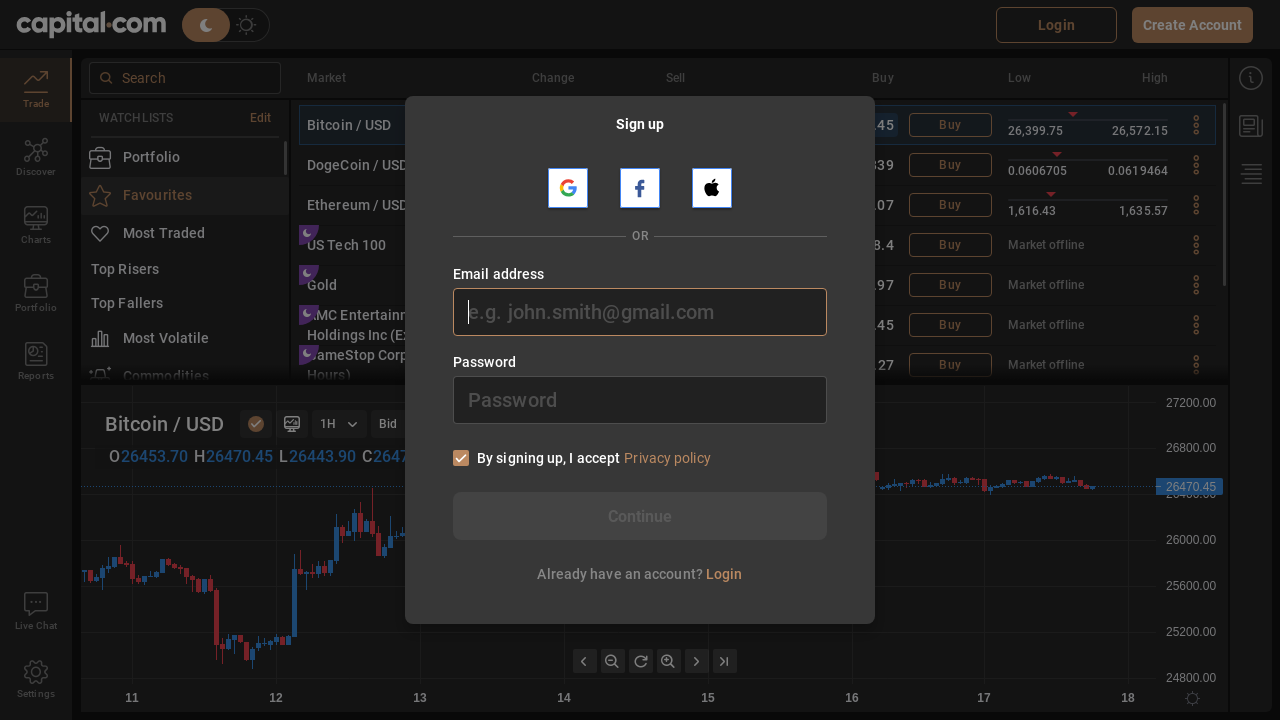 capital.com
Login
Create Account
Trade
Discover
Charts
Portfolio
Reports
Live Chat
Settings
Search
WATCHLISTS
Edit
Portfolio
Favourites
Most Traded
Top Risers
Top Fallers
Most Volatile
Commodities
Market
Change
Sell
Buy
Low
High
Bitcoin / USD
.45
Buy
26,399.75
26,572.15
DogeCoin / USD
339
Buy
0.0606705
0.0619464
Ethereum / USD
.07
Buy
1,616.43
1,635.57
US Tech 100
8.4
Buy
Market offline
Gold
.97
Buy
Market offline
AMC Entertainm
Holdings Inc (Ex
.45
Buy
Market offline
GameStop Corp
Hours)
.27
Buy
Market offline
Sign up
OR
Email address
e.g. john.smith@gmail.com
Password
Password
By signing up, I accept Privacy policy
Continue
Already have an account? Login
Bitcoin / USD
1H
Bid
O26453.70 H26470.45 L26443.90 C2647
27200.00
26800.00
26470.45
26400.00
26000.00
25600.00
25200.00
24800.00
11
12
13
14
15
16
17
18